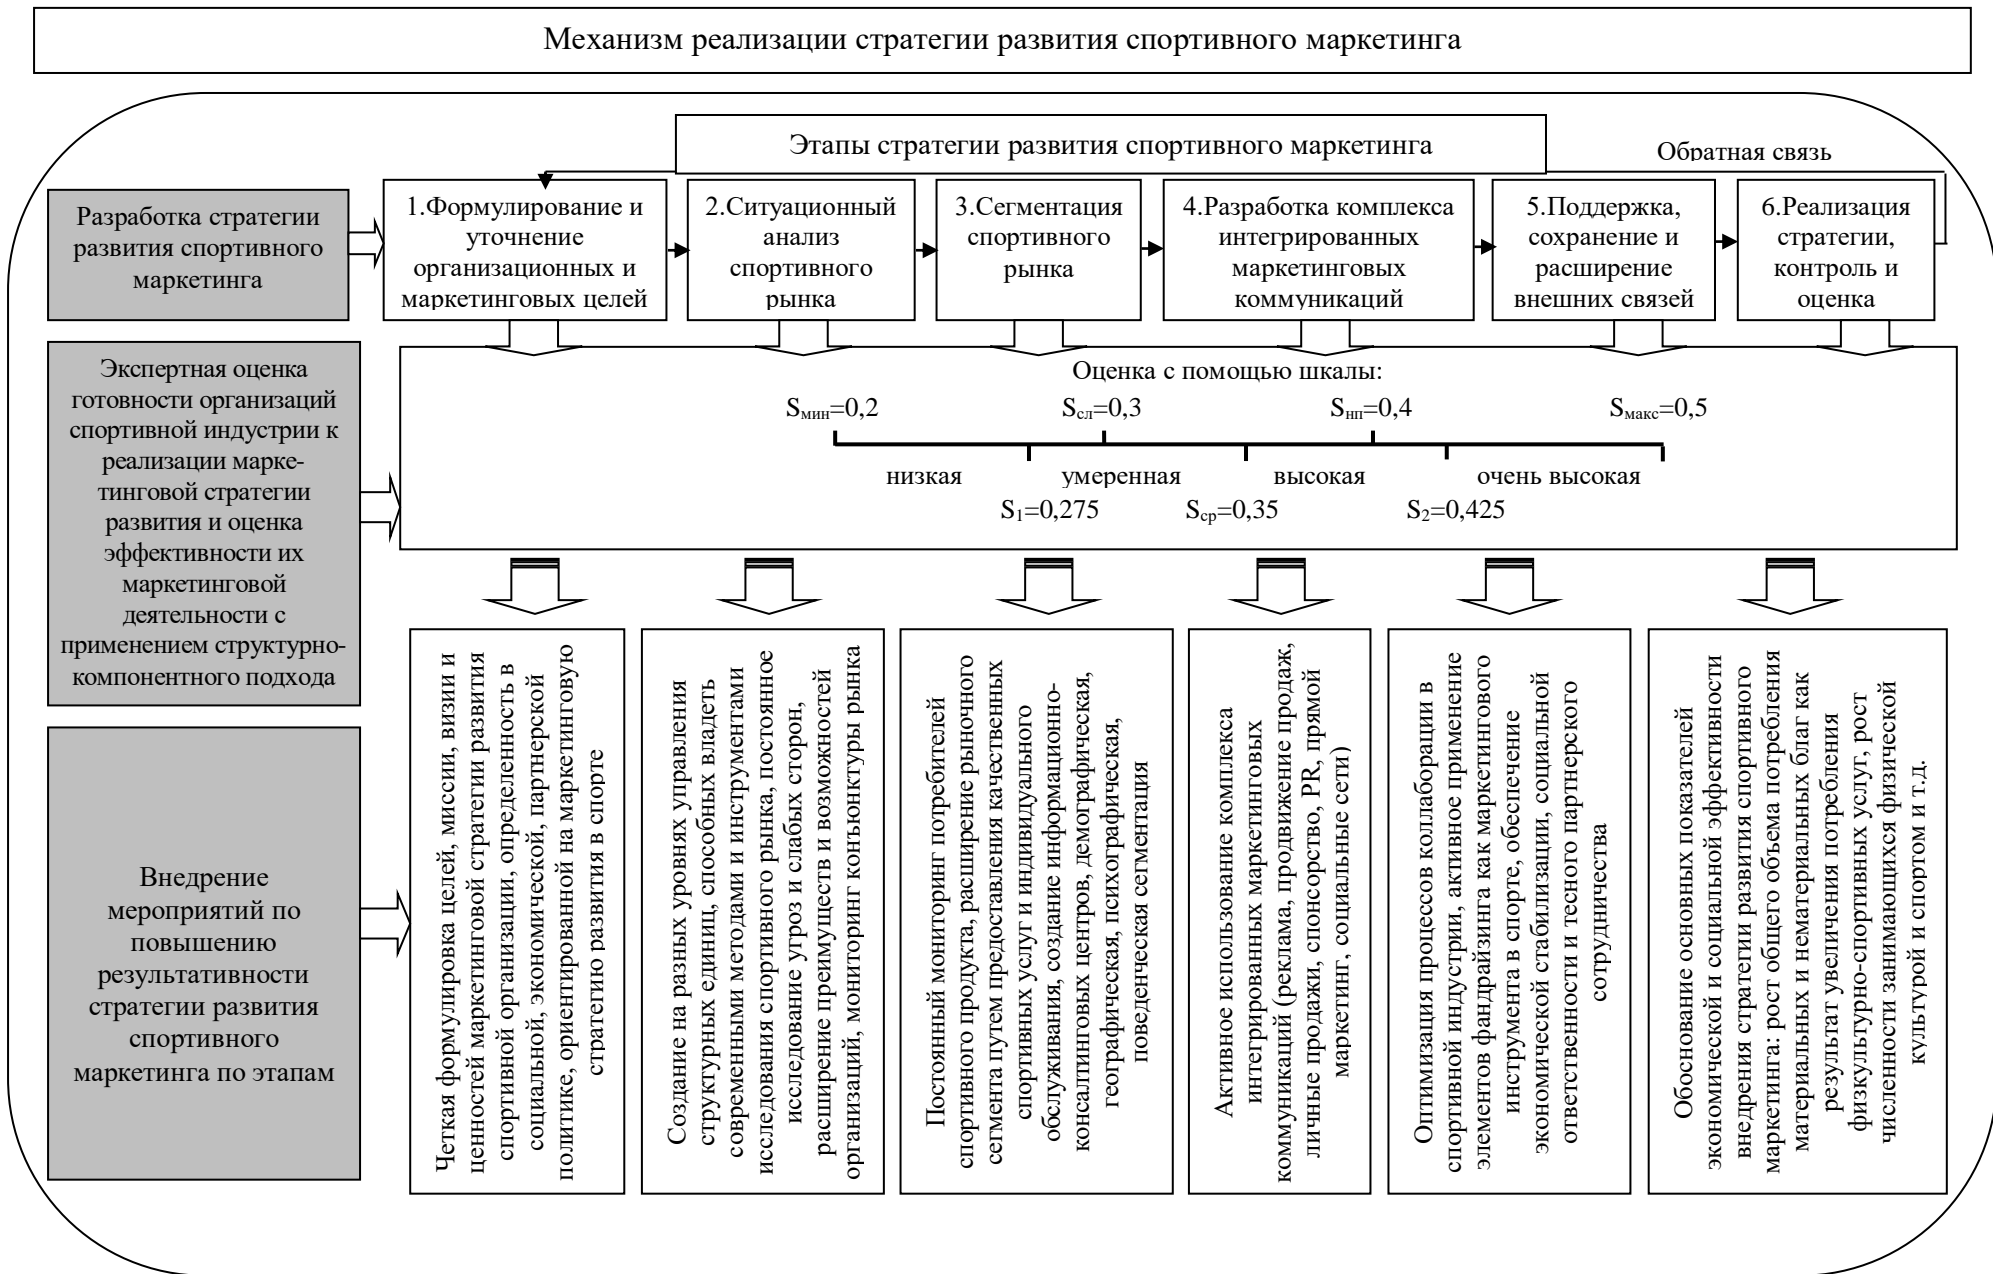 Механизм реализации стратегии развития спортивного маркетинга
Этапы стратегии развития спортивного маркетинга
Обратная связь
Разработка стратегии
развития спортивного
маркетинга
1.Формулирование и
уточнение
организационных и
маркетинговых целей
2.Ситуационный
анализ
спортивного
рынка
3.Сегментация
спортивного
рынка
4.Разработка комплекса
интегрированных
маркетинговых
коммуникаций
5.Поддержка,
сохранение и
расширение
внешних связей
6.Реализация
стратегии,
контроль и
оценка
Экспертная оценка
готовности организаций
спортивной индустрии к
реализации марке-
тинговой стратегии
развития и оценка
эффективности их
маркетинговой
деятельности с
применением структурно-
компонентного подхода
Оценка с помощью шкалы:
Sмин=0,2 Sсл=0,3 Sнп=0,4 Sмакс=0,5
низкая умеренная высокая очень высокая
S1=0,275 Sср=0,35 S2=0,425
Внедрение
мероприятий по
повышению
результативности
стратегии развития
спортивного
маркетинга по этапам
Четкая формулировка целей, миссии, визии и
ценностей маркетинговой стратегии развития
спортивной организации, определенность в
социальной, экономической, партнерской
политике, ориентированной на маркетинговую
стратегию развития в спорте
Создание на разных уровнях управления
структурных единиц, способных владеть
современными методами и инструментами
исследования спортивного рынка, постоянное
исследование угроз и слабых сторон,
расширение преимуществ и возможностей
организаций, мониторинг конъюнктуры рынка
Постоянный мониторинг потребителей
спортивного продукта, расширение рыночного
сегмента путем предоставления качественных
спортивных услуг и индивидуального
обслуживания, создание информационно-
консалтинговых центров, демографическая,
географическая, психографическая,
поведенческая сегментация
Активное использование комплекса
интегрированных маркетинговых
коммуникаций (реклама, продвижение продаж,
личные продажи, спонсорство, PR, прямой
маркетинг, социальные сети)
Оптимизация процессов коллаборации в
спортивной индустрии, активное применение
элементов фандрайзинга как маркетингового
инструмента в спорте, обеспечение
экономической стабилизации, социальной
ответственности и тесного партнерского
сотрудничества
Обоснование основных показателей
экономической и социальной эффективности
внедрения стратегии развития спортивного
маркетинга: рост общего объема потребления
материальных и нематериальных благ как
результат увеличения потребления
физкультурно-спортивных услуг, рост
численности занимающихся физической
культурой и спортом и т.д.